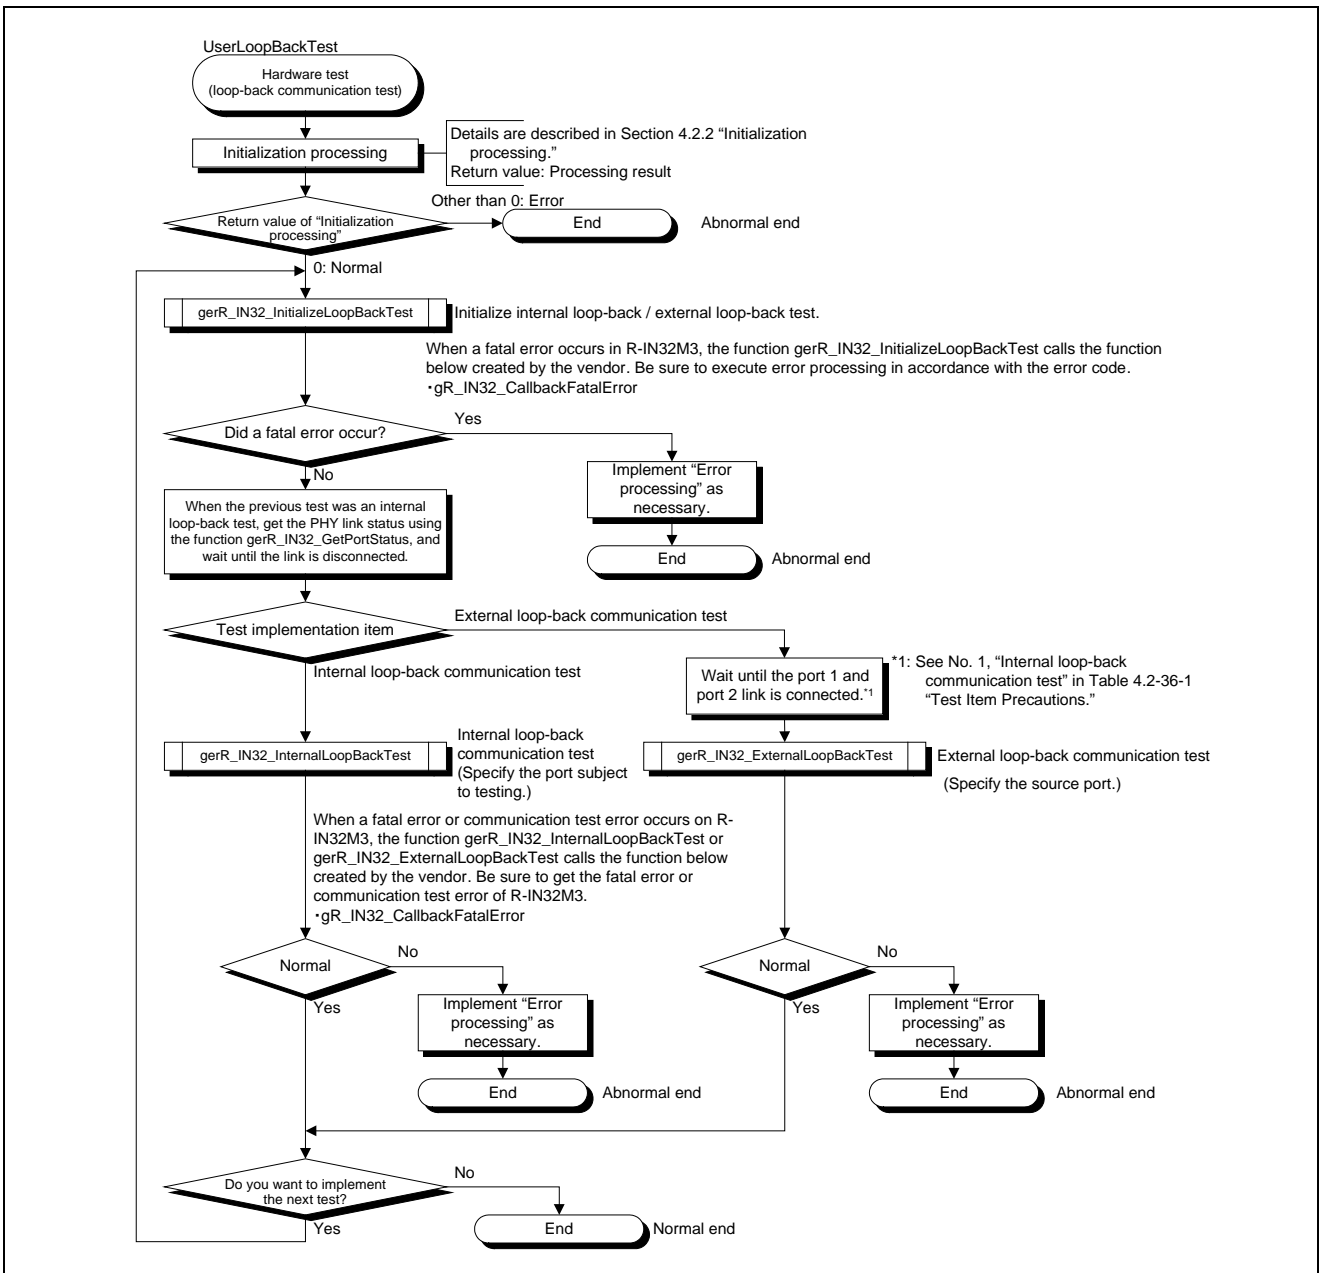 UserLoopBackTest
Hardware test
(loop-back communication test)
Initialization processing
Details are described in Section 4.2.2 “Initialization
processing.”
Return value: Processing result
Return value of “Initialization
processing”
Other than 0: Error
End
Abnormal end
0: Normal
gerR_IN32_InitializeLoopBackTest
Initialize internal loop-back / external loop-back test.
When a fatal error occurs in R-IN32M3, the function gerR_IN32_InitializeLoopBackTest calls the function
below created by the vendor. Be sure to execute error processing in accordance with the error code.
・gR_IN32_CallbackFatalError
Did a fatal error occur?
Yes
Implement “Error
processing” as
necessary.
End
Abnormal end
No
When the previous test was an internal
loop-back test, get the PHY link status using
the function gerR_IN32_GetPortStatus, and
wait until the link is disconnected.
Test implementation item
External loop-back communication test
Internal loop-back communication test
Wait until the port 1 and
port 2 link is connected.*1
*1: See No. 1, “Internal loop-back
communication test” in Table 4.2-36-1
“Test Item Precautions.”
gerR_IN32_InternalLoopBackTest
Internal loop-back
communication test
(Specify the port subject
to testing.)
gerR_IN32_ExternalLoopBackTest
External loop-back communication test
(Specify the source port.)
When a fatal error or communication test error occurs on R-
IN32M3, the function gerR_IN32_InternalLoopBackTest or
gerR_IN32_ExternalLoopBackTest calls the function below
created by the vendor. Be sure to get the fatal error or
communication test error of R-IN32M3.
・gR_IN32_CallbackFatalError
Normal
No
Yes
Implement “Error
processing” as
necessary.
End
Abnormal end
Normal
No
Yes
Implement “Error
processing” as
necessary.
End
Abnormal end
Do you want to implement
the next test?
No
Yes
End
Normal end